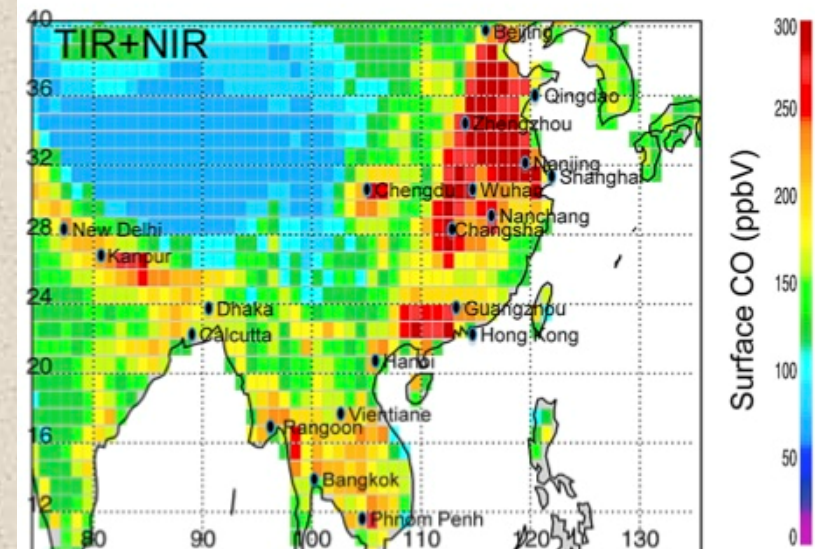 40
TIR+NIR
Beijing
36
Qingdao
Zhengzhou
32
Nanjing
Shanghai
Chengdu
Wuhan
28
New Delhi
Nanchang
Changsha
Kanpur
24
Dhaka
Guangzhou
Calcutta
Hong Kong
20
Hanoi
Vientiane
16
Rangoon
Bangkok
12
Phnom Penh
80 90 100 110 120 130
300
250
200
150
100
50
0
Surface CO (ppbV)